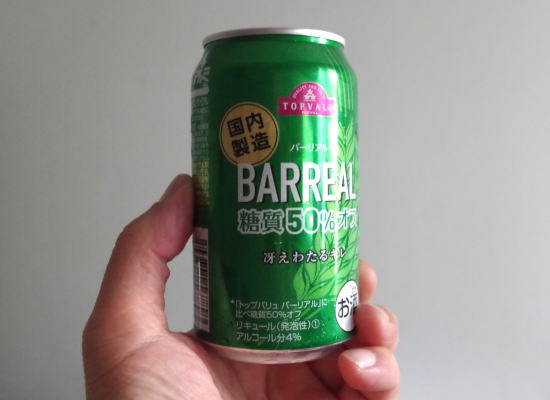 TOPVALU
国内
製造
バーリアル
BARREAL
糖質50%オフ
冴えわたるキレ
*「トップバリュ バーリアル」に
比べ糖質50%オフ
リキュール(発泡性)①
アルコール分4%
お酒